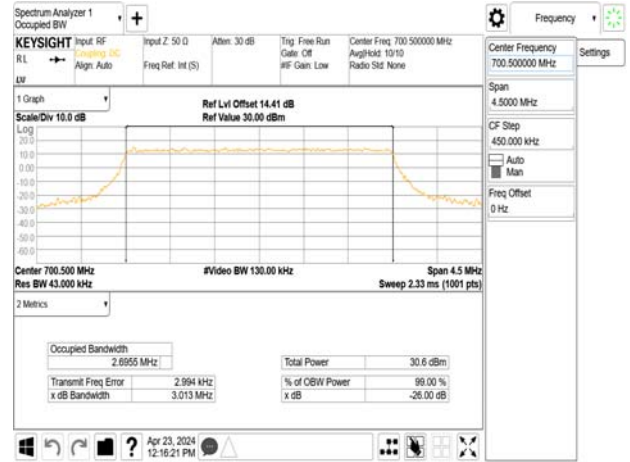 Spectrum Analyzer 1
Occupied BW
+
Frequency
KEYSIGHT
Input: RF
Coupling: DC
Align: Auto
Input Z: 50 Ω
Freq Ref: Int (S)
Atten: 30 dB
Trig: Free Run
Gate: Off
#IF Gain: Low
Center Freq: 700.500000 MHz
Avg|Hold: 10/10
Radio Std: None
RL
Center Frequency
700.500000 MHz
Settings
Span
4.5000 MHz
CF Step
450.000 kHz
Auto
Man
Freq Offset
0 Hz
1 Graph
Ref Lvl Offset 14.41 dB
Scale/Div 10.0 dB
Ref Value 30.00 dBm
Log
20.0
10.0
0.00
-10.0
-20.0
-30.0
-40.0
-50.0
-60.0
Center 700.500 MHz
#Video BW 130.00 kHz
Span 4.5 MHz
Res BW 43.000 kHz
Sweep 2.33 ms (1001 pts)
2 Metrics
Occupied Bandwidth
2.6955 MHz
Total Power
30.6 dBm
Transmit Freq Error
2.994 kHz
% of OBW Power
99.00 %
x dB Bandwidth
3.013 MHz
x dB
-26.00 dB
?
Apr 23, 2024
12:16:21 PM